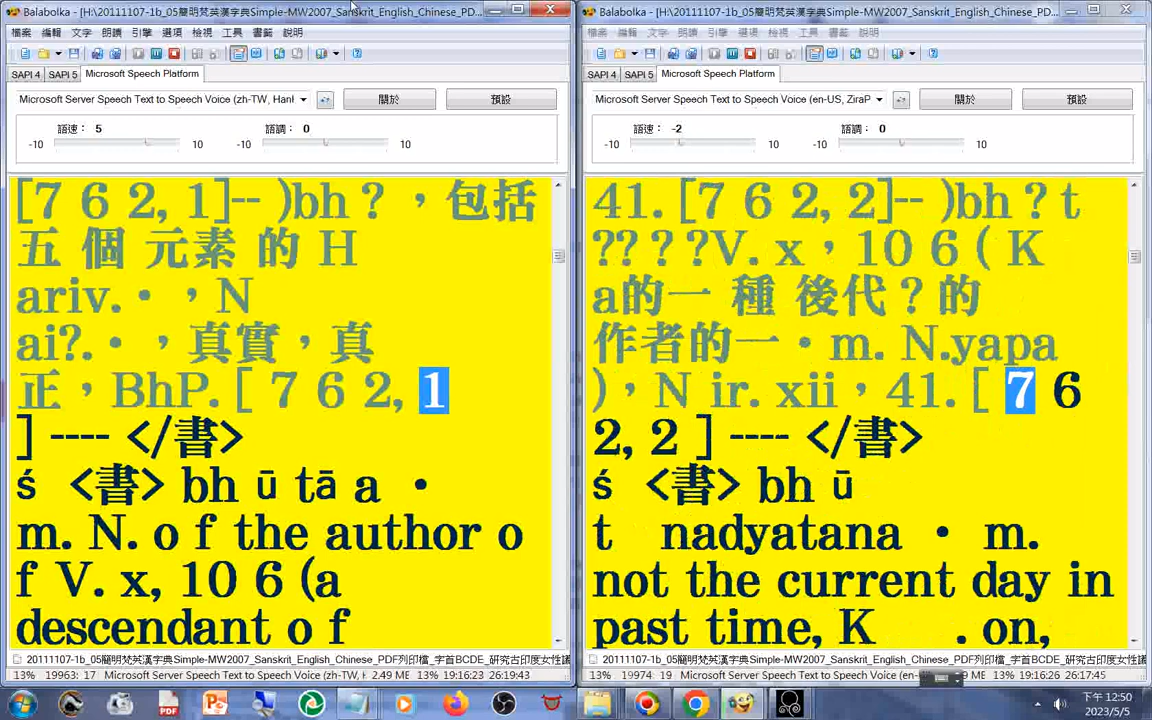 Balabolka - [H:\20111107-1b_05簡明梵英漢字典Simple-MW2007_Sanskrit_English_Chinese_PD...
檔案 編輯 文字 朗讀 引擎 選項 檢視 工具 書籤 說明
SAPI 4 SAPI 5 Microsoft Speech Platform
Microsoft Server Speech Text to Speech Voice (zh-TW, Hanl
關於 預設
語速： 5 語調： 0
-10 10 -10 10
[7 6 2, 1]-- )bh ? ，包括
五 個 元素 的 H
ariv.‧ ，N
ai?.‧ ，真實，真
正，BhP. [ 7 6 2, 1
] ---- </書>
ś <書> bh ū tā a ‧
m. N. o f the author o
f V. x, 10 6 (a
descendant o f
20111107-1b_05簡明梵英漢字典Simple-MW2007_Sanskrit_English_Chinese_PDF列印檔_字首BCDE_研究古印度女性議
13% 19963: 17 Microsoft Server Speech Text to Speech Voice (zh-TW, H 2.49 ME 13% 19:16:23 26:19:43
Balabolka - [H:\20111107-1b_05簡明梵英漢字典Simple-MW2007_Sanskrit_English_Chinese_PD...
檔案 編輯 文字 朗讀 引擎 選項 檢視 工具 書籤 說明
SAPI 4 SAPI 5 Microsoft Speech Platform
Microsoft Server Speech Text to Speech Voice (en-US, ZiraP
關於 預設
語速： -2 語調： 0
-10 10 -10 10
41. [7 6 2, 2]-- )bh ? t
?? ? ?V. x，10 6 ( K
a的一 種 後代 ? 的
作者的一‧m. N.yapa
)，N ir. xii，41. [ 7 6
2, 2 ] ---- </書>
ś <書> bh ū
t nadyatana ‧ m.
not the current day in
past time, K . on,
20111107-1b_05簡明梵英漢字典Simple-MW2007_Sanskrit_English_Chinese_PDF列印檔_字首BCDE_研究古印度女性議
13% 19974: 19 Microsoft Server Speech Text to Speech Voice (en-US, ME 13% 19:16:26 26:17:45
下午 12:50
2023/5/5